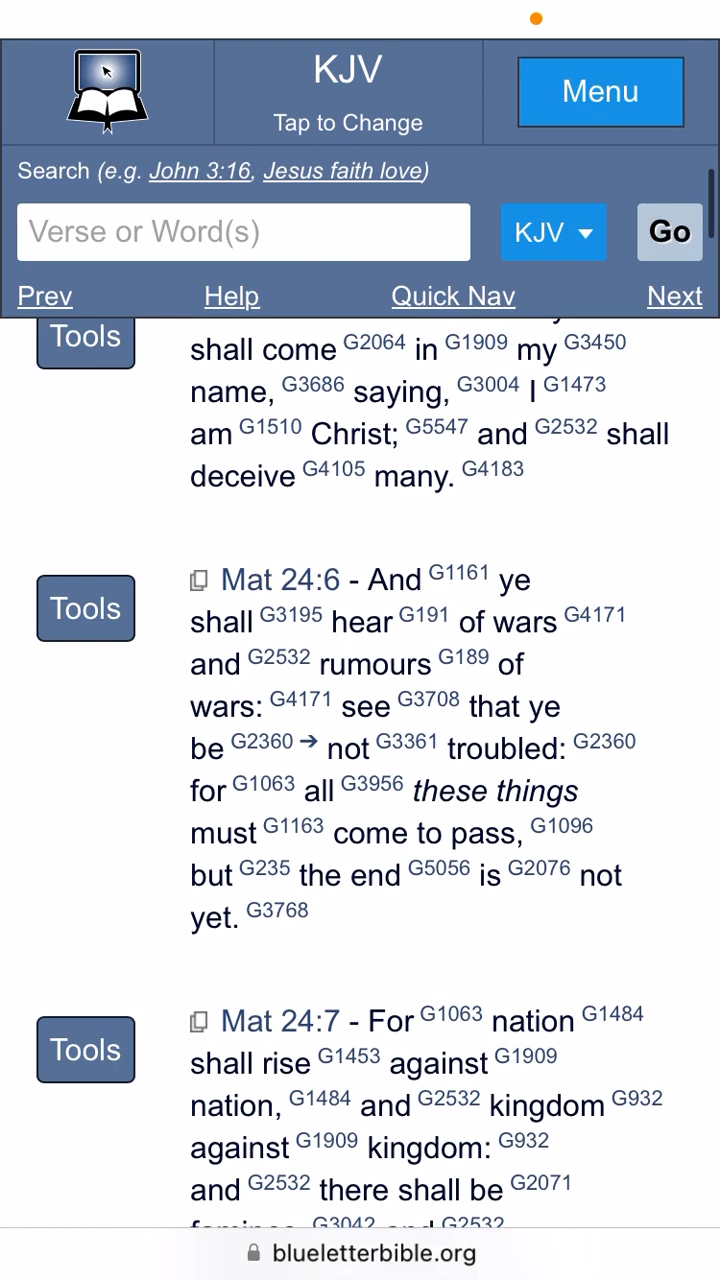 KJV
Tap to Change
Menu
Search (e.g. John 3:16, Jesus faith love)
Verse or Word(s)
KJV
Go
Prev Help Quick Nav Next
Tools
shall come G2064 in G1909 my G3450
name, G3686 saying, G3004 I G1473
am G1510 Christ; G5547 and G2532 shall
deceive G4105 many. G4183
Tools
Mat 24:6 - And G1161 ye
shall G3195 hear G191 of wars G4171
and G2532 rumours G189 of
wars: G4171 see G3708 that ye
be G2360 ➔ not G3361 troubled: G2360
for G1063 all G3956 these things
must G1163 come to pass, G1096
but G235 the end G5056 is G2076 not
yet. G3768
Tools
Mat 24:7 - For G1063 nation G1484
shall rise G1453 against G1909
nation, G1484 and G2532 kingdom G932
against G1909 kingdom: G932
and G2532 there shall be G2071
famines, G3042 and G2532
blueletterbible.org